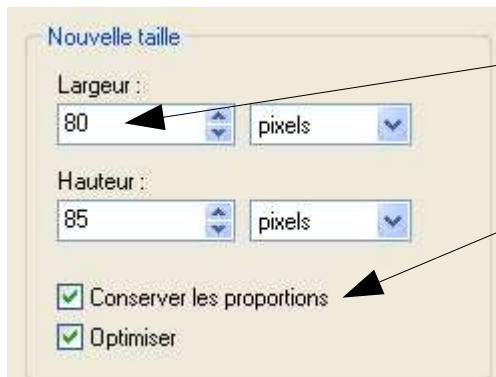 Nouvelle taille
Largeur :
80 pixels
Hauteur :
85 pixels
Conserver les proportions
Optimiser